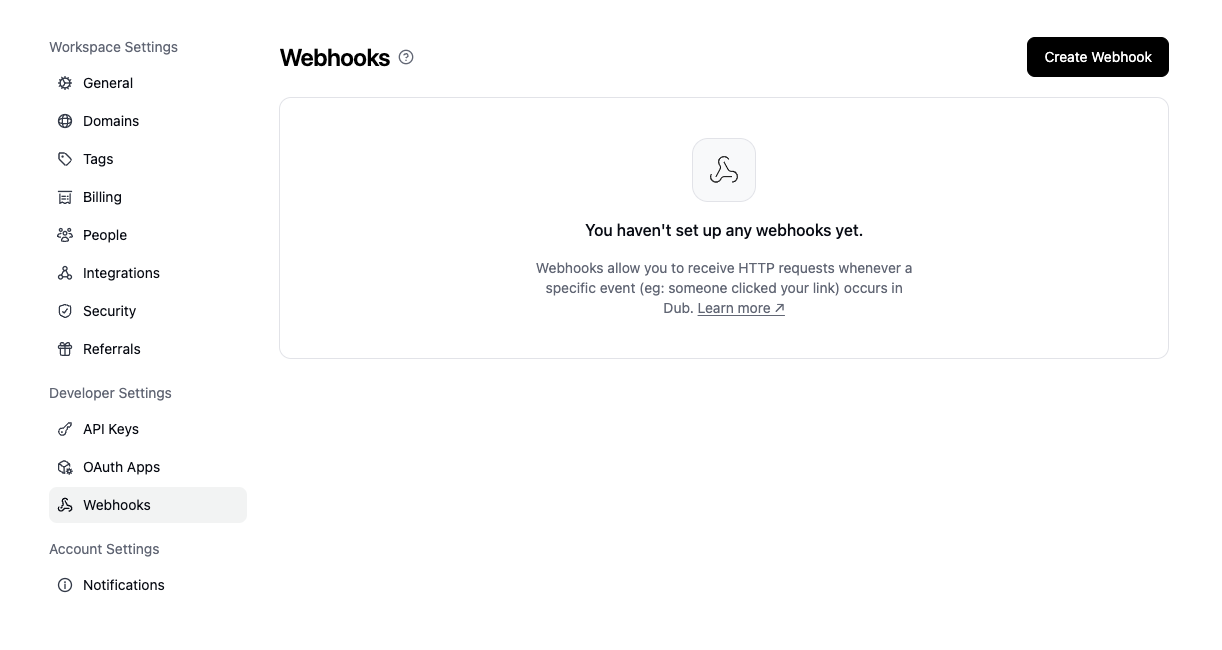 Workspace Settings
General
Domains
Tags
Billing
People
Integrations
Security
Referrals
Developer Settings
API Keys
OAuth Apps
Webhooks
Account Settings
Notifications
Webhooks
Create Webhook
You haven't set up any webhooks yet.
Webhooks allow you to receive HTTP requests whenever a
specific event (eg: someone clicked your link) occurs in
Dub. Learn more ↗